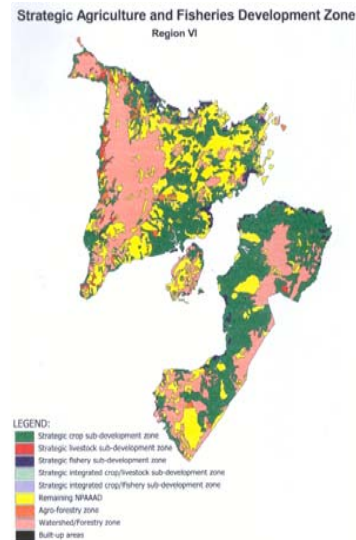 Strategic Agriculture and Fisheries Development Zone
Region VI
LEGEND:
Strategic crop sub-development zone
Strategic livestock sub-development zone
Strategic fishery sub-development zone
Strategic integrated crop/livestock sub-development zone
Strategic integrated crop/fishery sub-development zone
Remaining NPAAAD
Agro-forestry zone
Watershed/Forestry zone
Built-up areas